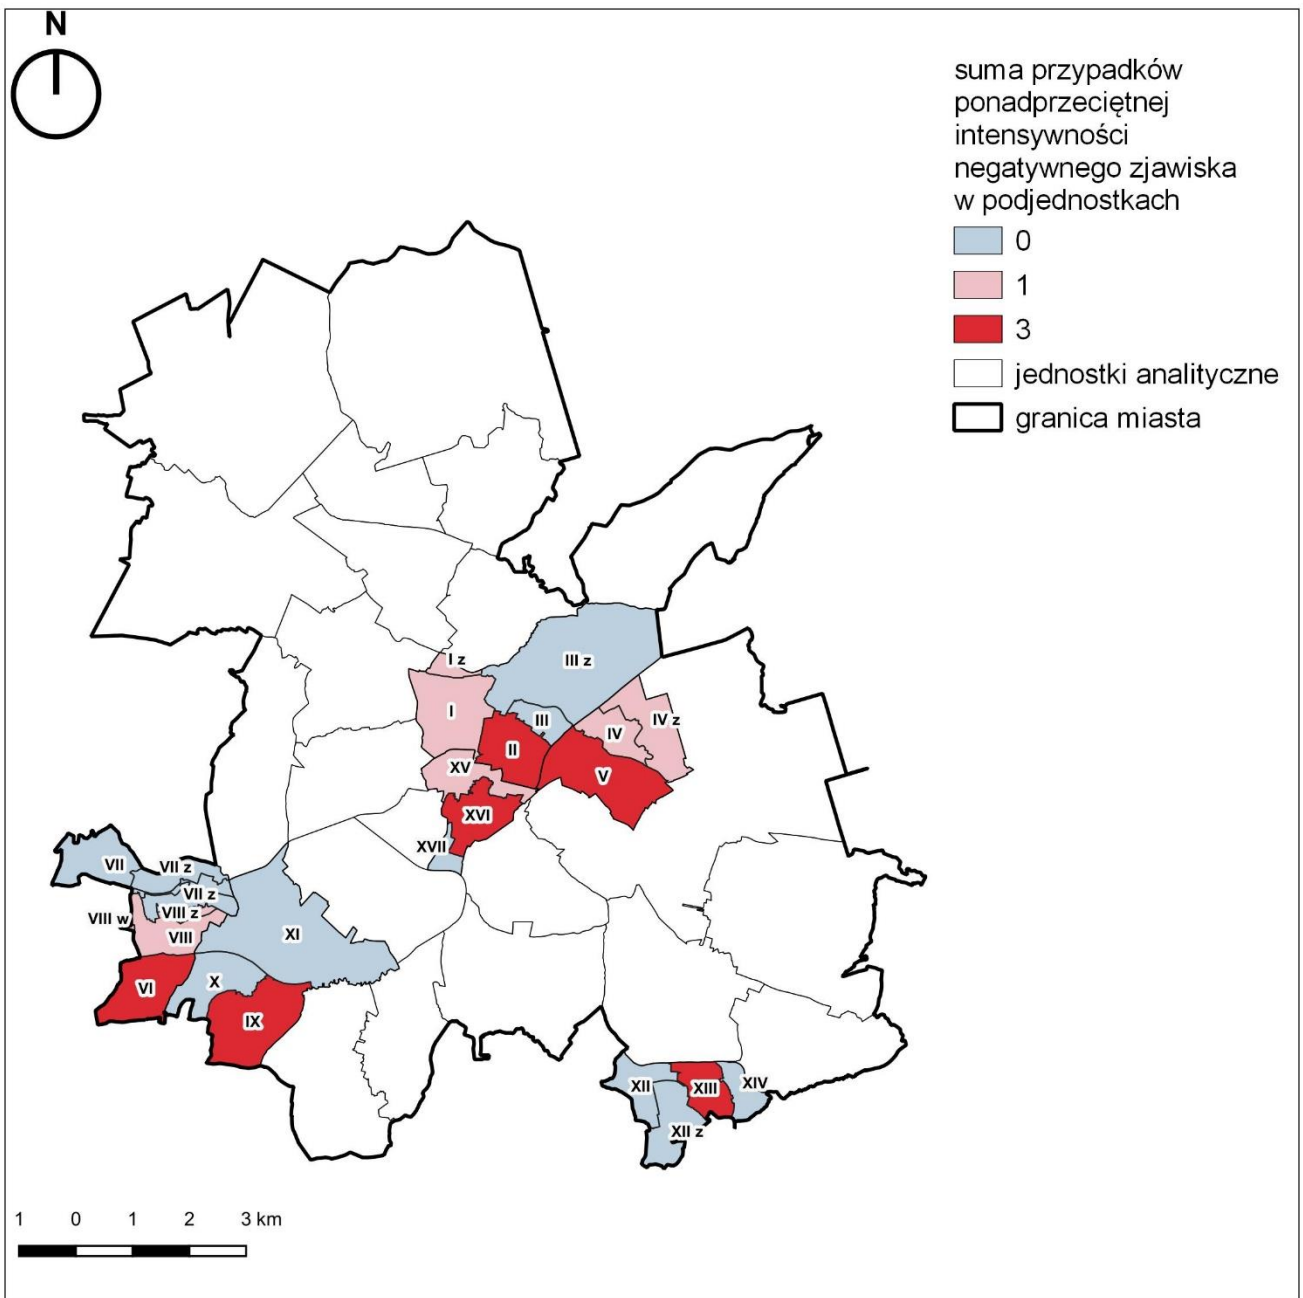 N
suma przypadków
ponadprzeciętnej
intensywności
negatywnego zjawiska
w podjednostkach
0
1
3
jednostki analityczne
granica miasta
I z
III z
I
III
IV z
IV
II
XV
V
XVI
XVII
VII
VII z
VII z
VIII z
VIII w
VIII
XI
X
VI
IX
XII
XIII
XIV
XII z
1 0 1 2 3 km